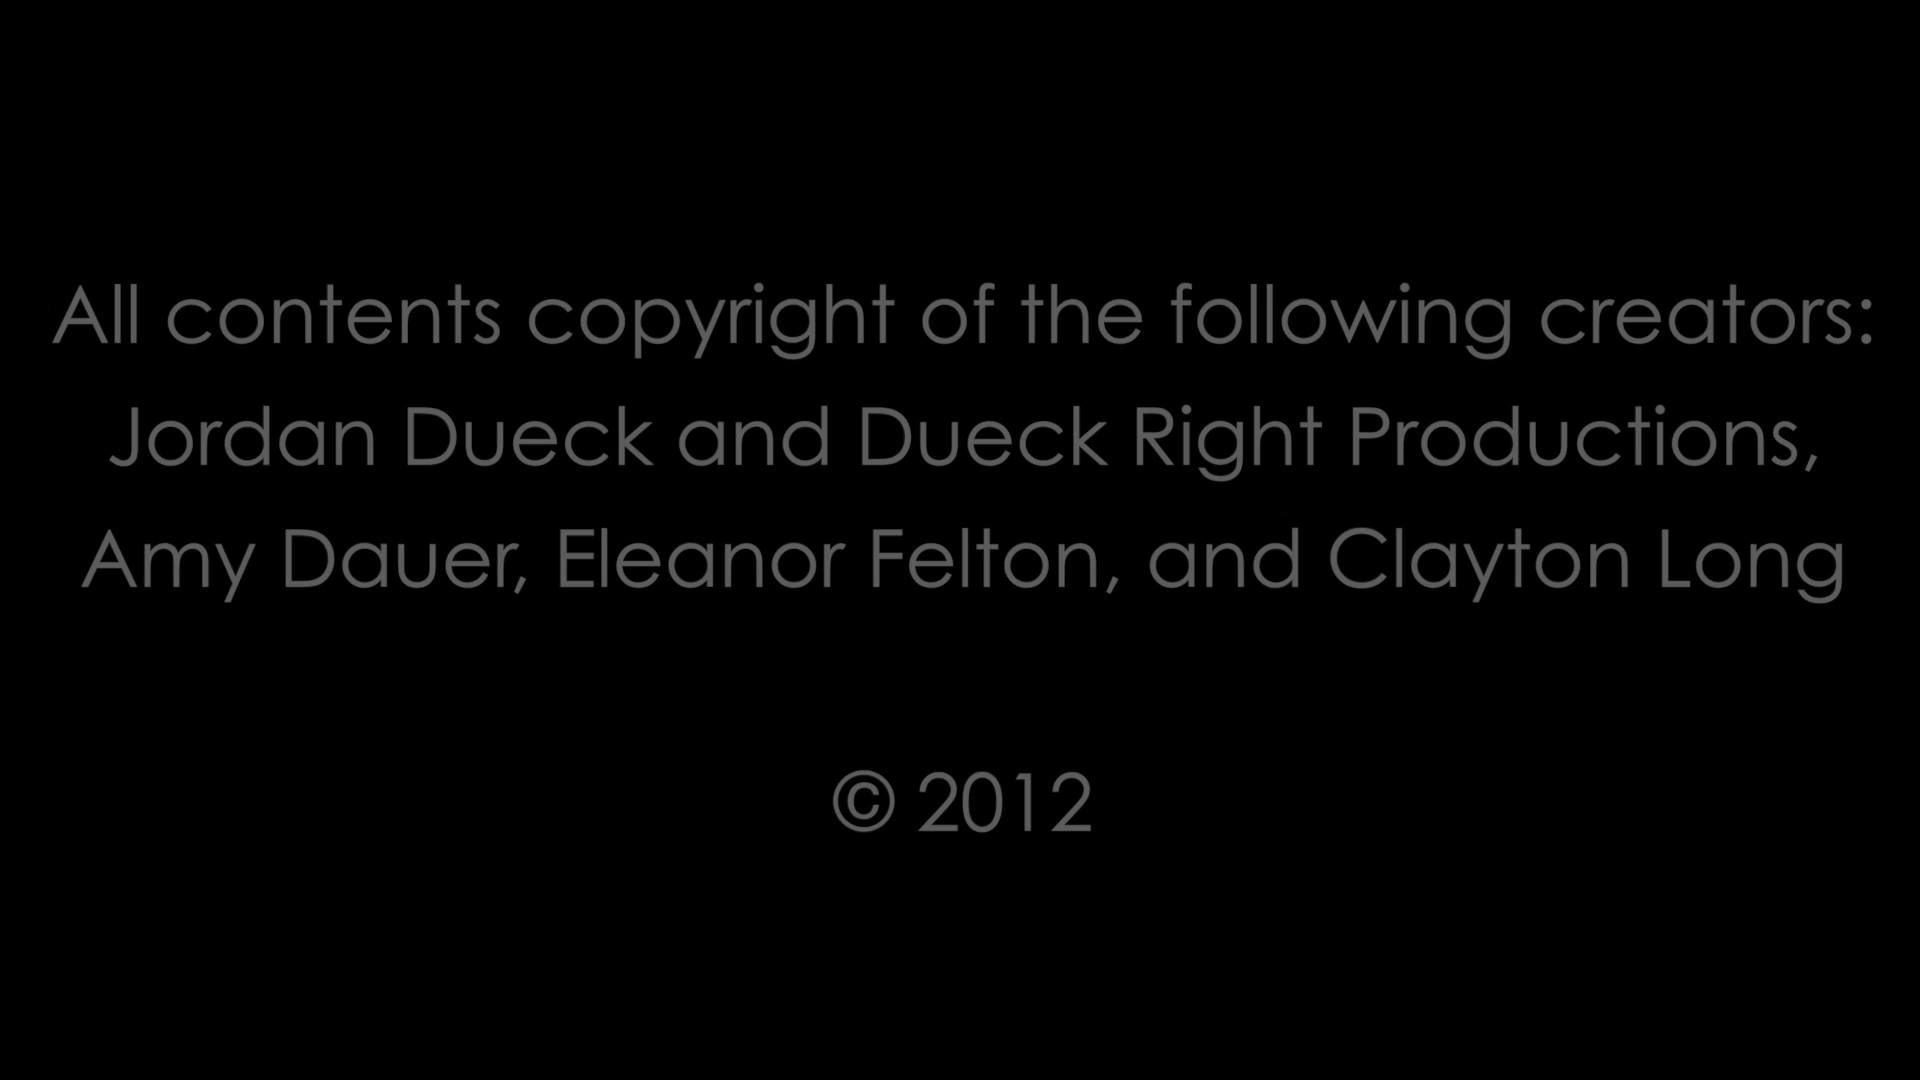 All contents copyright of the following creators:
Jordan Dueck and Dueck Right Productions,
Amy Dauer, Eleanor Felton, and Clayton Long
© 2012